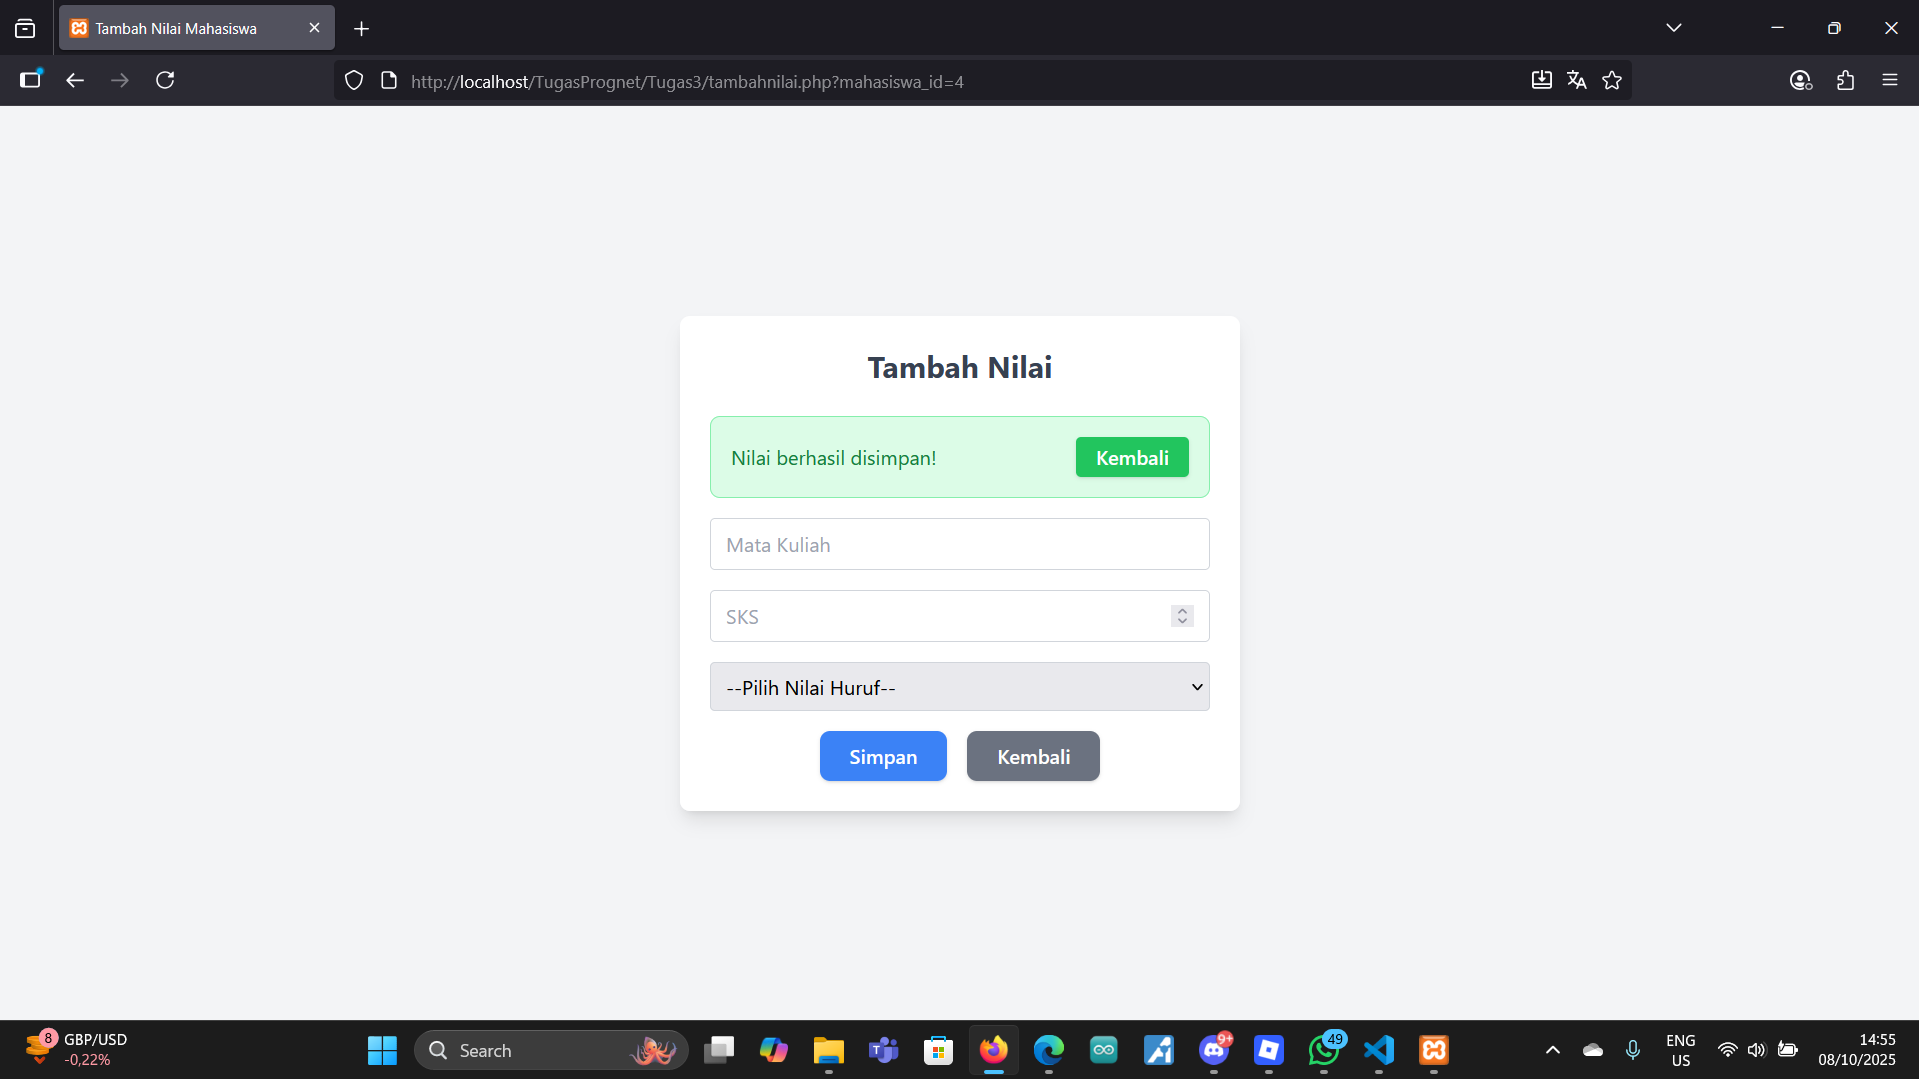 Tambah Nilai Mahasiswa
http://localhost/TugasPrognet/Tugas3/tambahnilai.php?mahasiswa_id=4
Tambah Nilai
Nilai berhasil disimpan!
Kembali
Mata Kuliah
SKS
--Pilih Nilai Huruf--
Simpan
Kembali
8
GBP/USD
-0,22%
Search
T
9+
49
ENG
US
14:55
08/10/2025